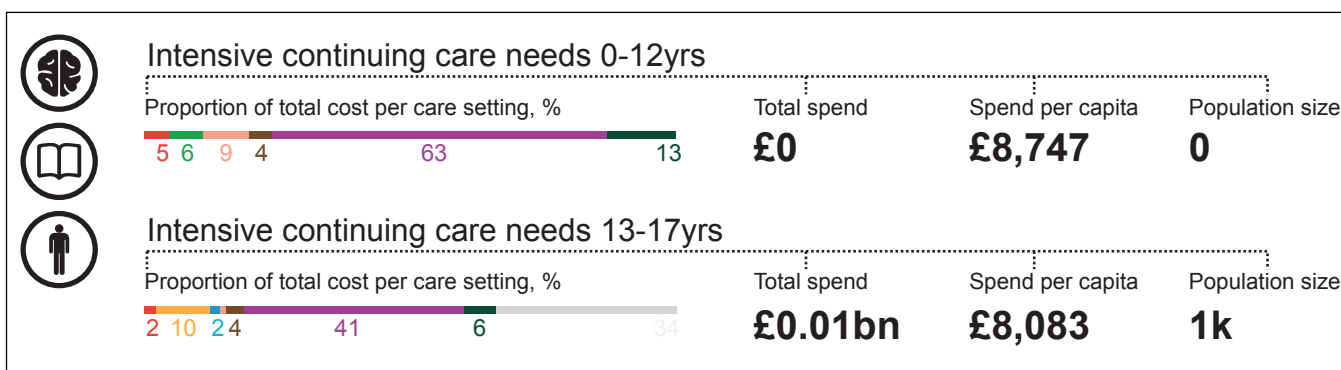 Intensive continuing care needs 0-12yrs
Proportion of total cost per care setting, %
Total spend
Spend per capita
Population size
5 6 9 4 63 13
£0
£8,747
0
Intensive continuing care needs 13-17yrs
Proportion of total cost per care setting, %
Total spend
Spend per capita
Population size
2 10 2 4 41 6 34
£0.01bn
£8,083
1k